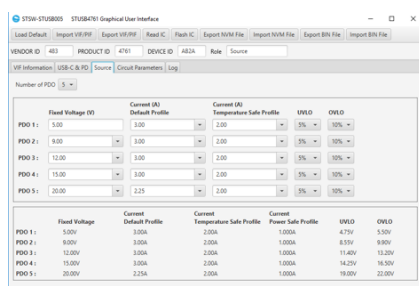 STSW-STUSB005 STUSB4761 Graphical User Interface
Load Default Import VIF/PIF Export VIF/PIF Read IC Flash IC Export NVM File Import NVM File Export BIN File Import BIN File
VENDOR ID 483 PRODUCT ID 4761 DEVICE ID AB2A Role Source
VIF Information USB-C & PD Source Circuit Parameters Log
Number of PDO 5
Current (A) Current (A)
Fixed Voltage (V) Default Profile Temperature Safe Profile UVLO OVLO
PDO 1 : 5.00 3.00 2.00 5% 10%
PDO 2 : 9.00 3.00 2.00 5% 10%
PDO 3 : 12.00 3.00 2.00 5% 10%
PDO 4 : 15.00 3.00 2.00 5% 10%
PDO 5 : 20.00 2.25 2.00 5% 10%
Current Current Current
Fixed Voltage Default Profile Temperature Safe Profile Power Safe Profile UVLO OVLO
PDO 1 : 5.00V 3.00A 2.00A 1.000A 4.75V 5.50V
PDO 2 : 9.00V 3.00A 2.00A 1.000A 8.55V 9.90V
PDO 3 : 12.00V 3.00A 2.00A 1.000A 11.40V 13.20V
PDO 4 : 15.00V 3.00A 2.00A 1.000A 14.25V 16.50V
PDO 5 : 20.00V 2.25A 2.00A 1.000A 19.00V 22.00V